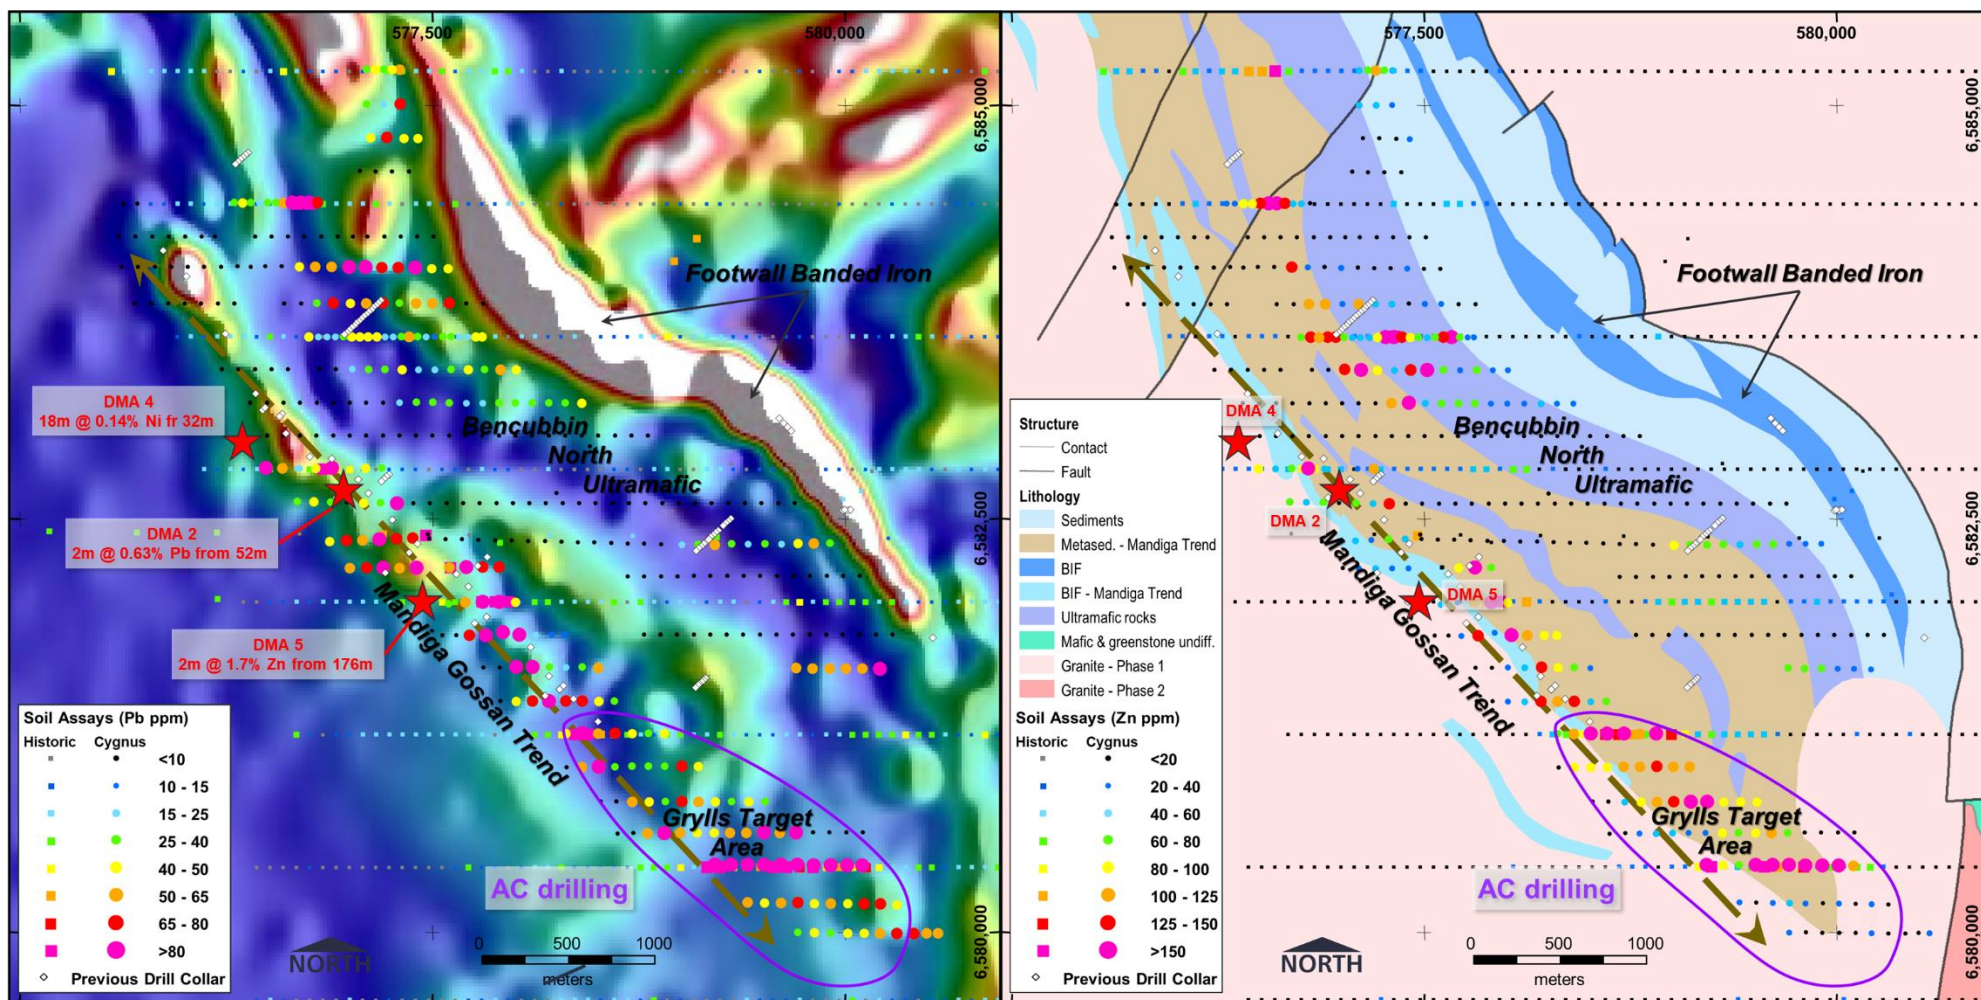 577,500
580,000
6,585,000
Footwall Banded Iron
DMA 4
18m @ 0.14% Ni fr 32m
Bencubbin
North
Ultramafic
DMA 2
2m @ 0.63% Pb from 52m
6,582,500
Mandiga Gossan Trend
DMA 5
2m @ 1.7% Zn from 176m
Soil Assays (Pb ppm)
Historic Cygnus
<10
10 - 15
15 - 25
25 - 40
40 - 50
50 - 65
65 - 80
>80
Previous Drill Collar
Grylls Target
Area
AC drilling
NORTH
0 500 1000
meters
6,580,000
577,500
580,000
6,585,000
Footwall Banded Iron
Structure
Contact
Fault
Lithology
Sediments
Metased. - Mandiga Trend
BIF
BIF - Mandiga Trend
Ultramafic rocks
Mafic & greenstone undiff.
Granite - Phase 1
Granite - Phase 2
Soil Assays (Zn ppm)
Historic Cygnus
<20
20 - 40
40 - 60
60 - 80
80 - 100
100 - 125
125 - 150
>150
Previous Drill Collar
DMA 4
Bencubbin
North
Ultramafic
DMA 2
6,582,500
DMA 5
Mandiga Gossan Trend
Grylls Target
Area
AC drilling
NORTH
0 500 1000
meters
6,580,000